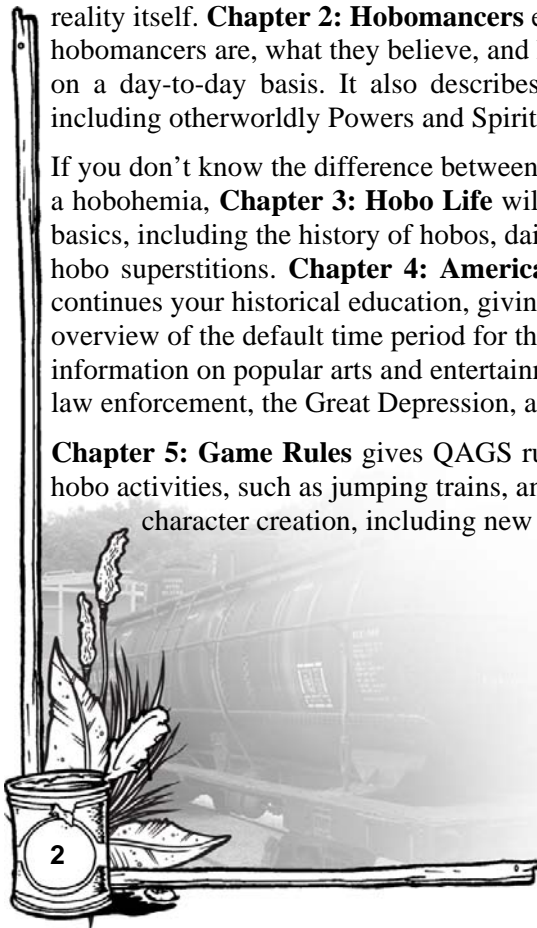 reality itself. Chapter 2: Hobomancers
hobomancers are, what they believe, and
on a day-to-day basis. It also describes
including otherworldly Powers and Spirit
If you don’t know the difference between
a hobohemia, Chapter 3: Hobo Life wil
basics, including the history of hobos, dai
hobo superstitions. Chapter 4: America
continues your historical education, givin
overview of the default time period for th
information on popular arts and entertain
law enforcement, the Great Depression, a
Chapter 5: Game Rules gives QAGS ru
hobo activities, such as jumping trains, an
character creation, including new
2